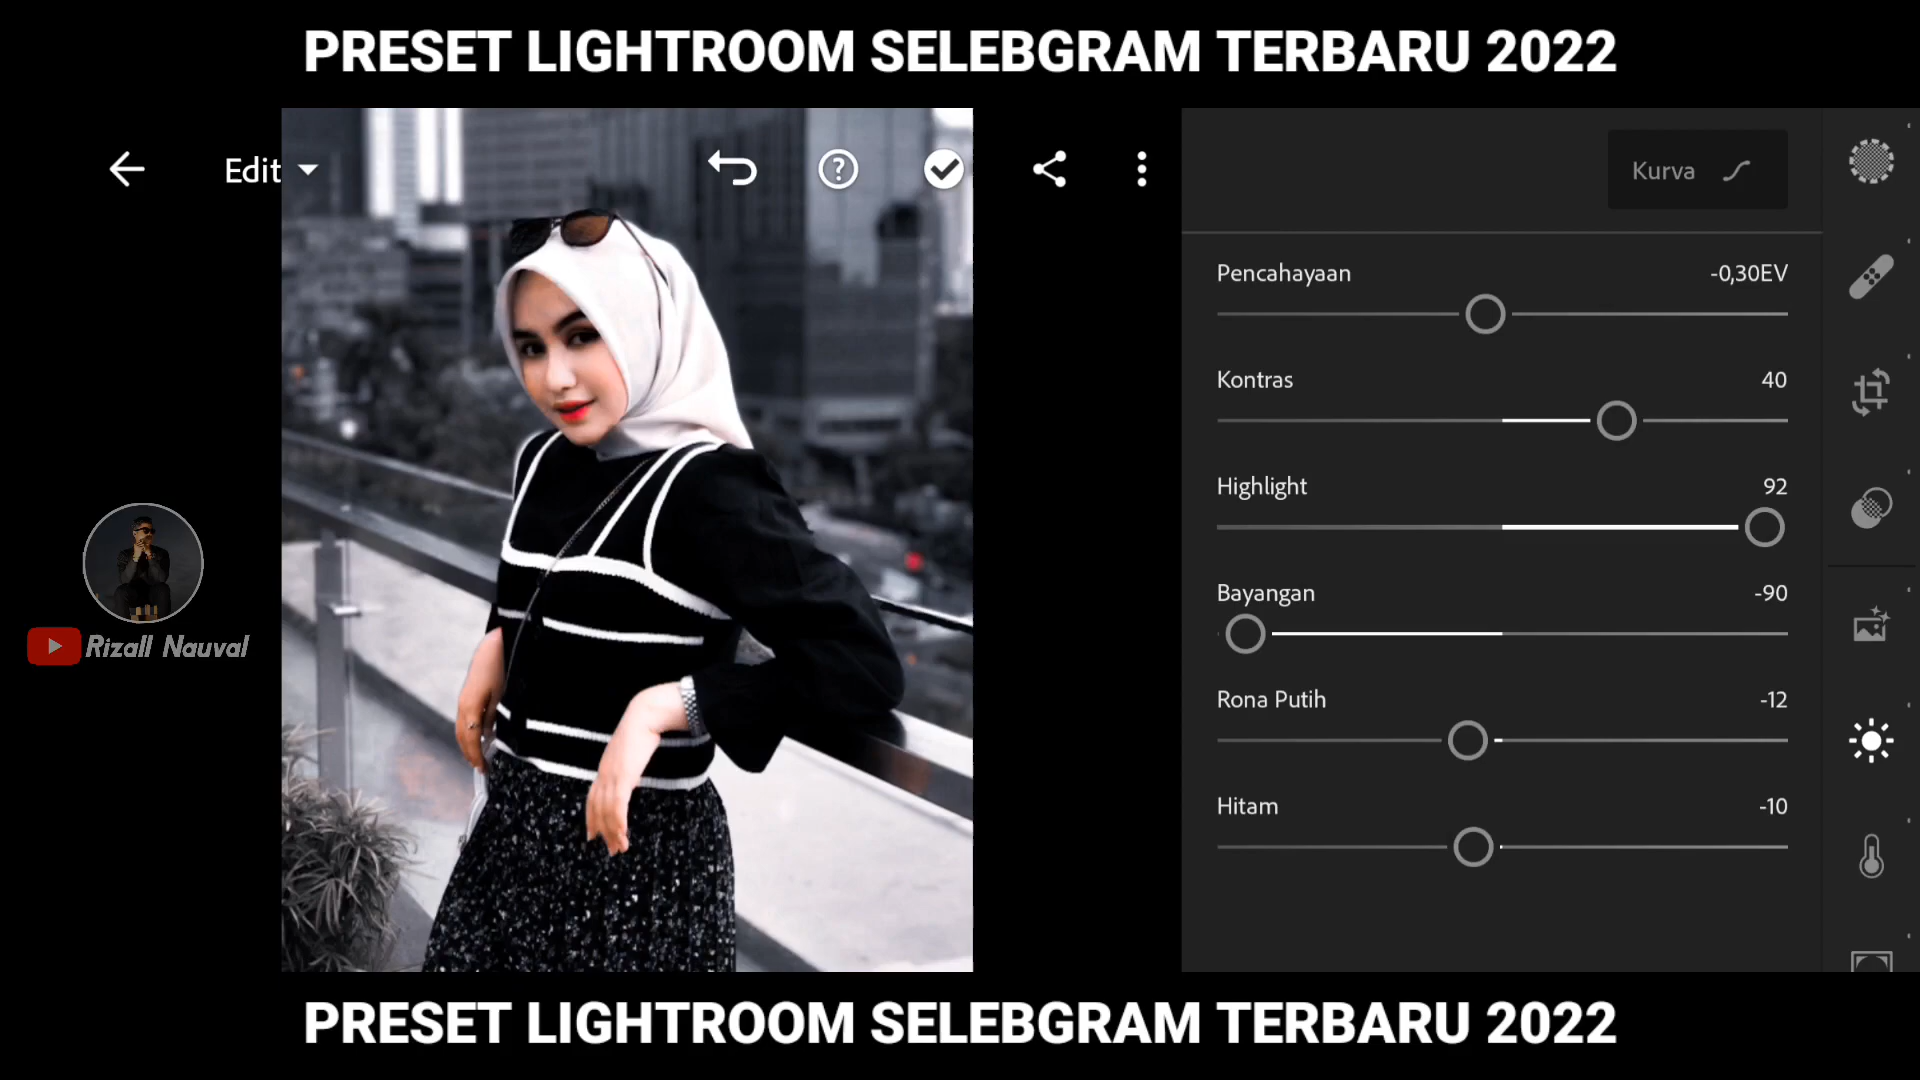 PRESET LIGHTROOM SELEBGRAM TERBARU 2022
Edit
Kurva
Pencahayaan -0,30EV
Kontras 40
Highlight 92
Bayangan -90
Rona Putih -12
Hitam -10
Rizall Nauval
PRESET LIGHTROOM SELEBGRAM TERBARU 2022